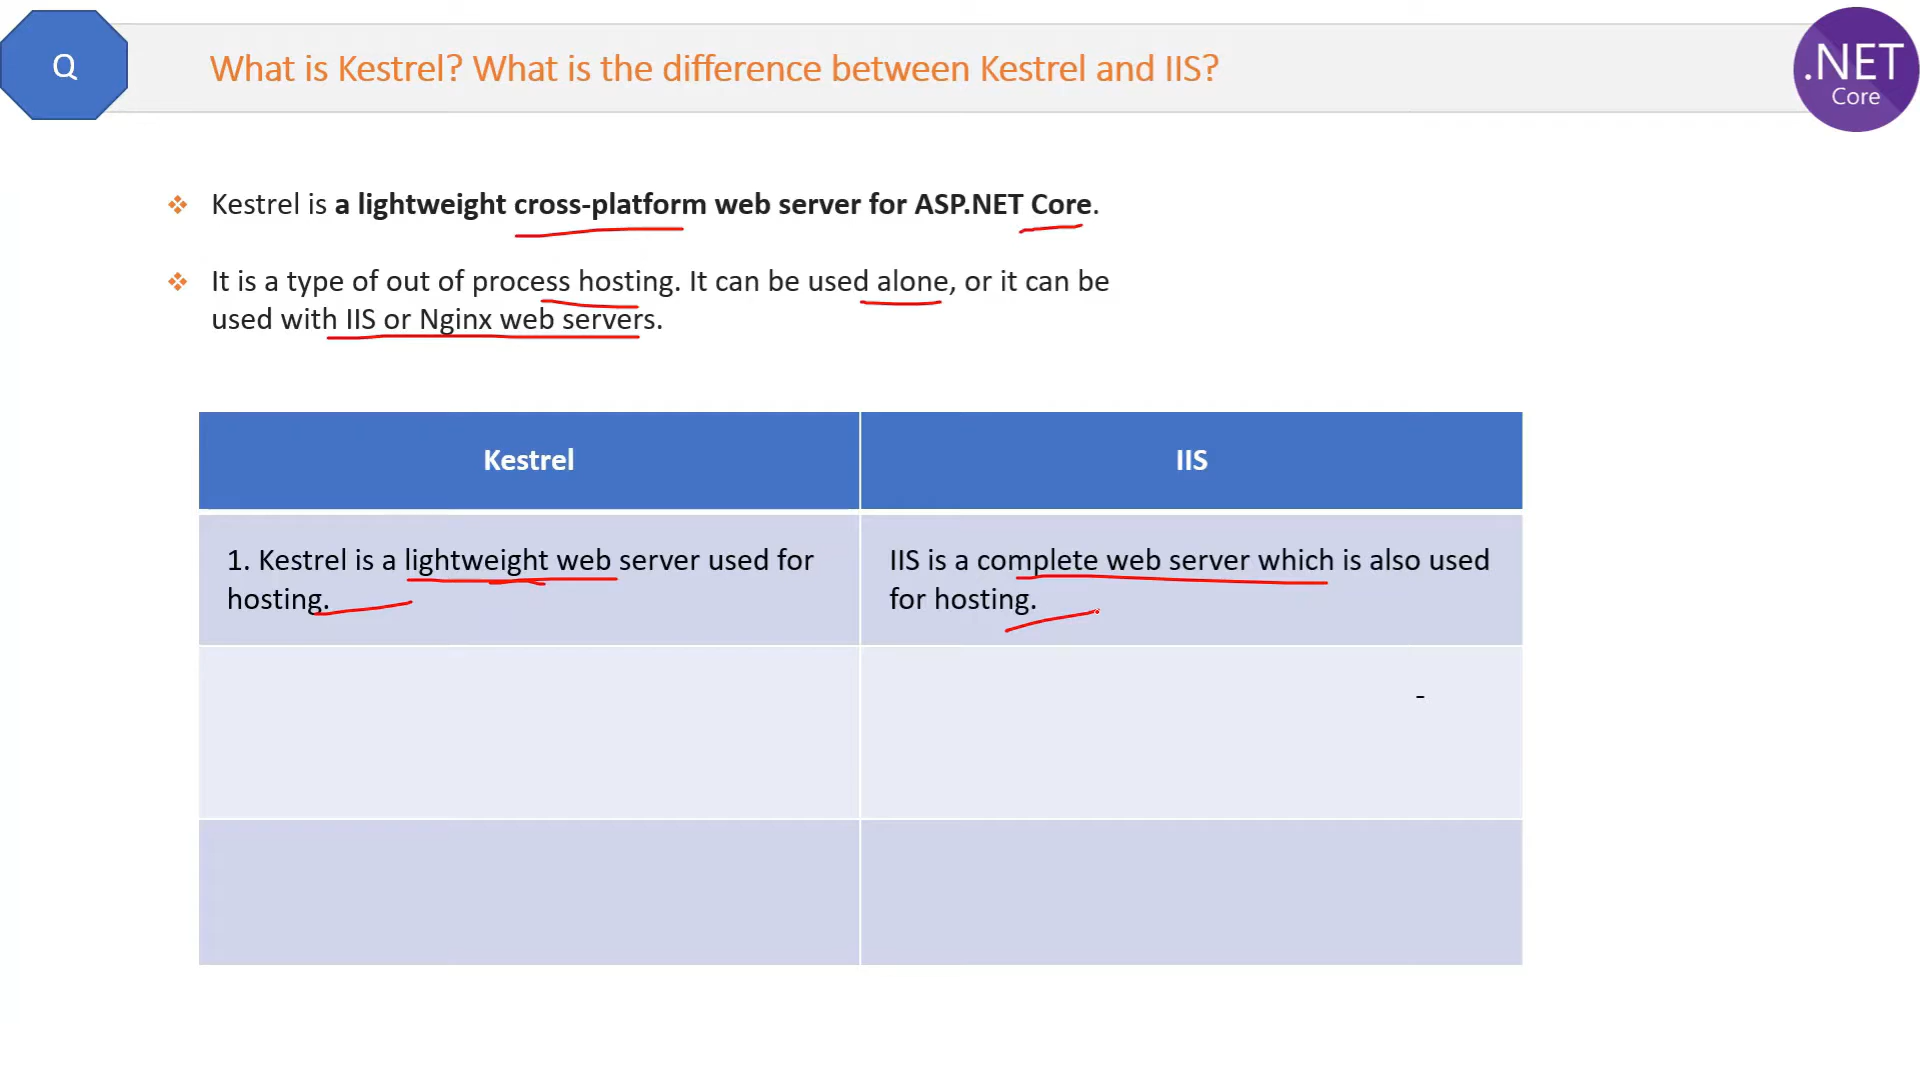 Q
What is Kestrel? What is the difference between Kestrel and IIS?
.NET
Core
Kestrel is a lightweight cross-platform web server for ASP.NET Core.
It is a type of out of process hosting. It can be used alone, or it can be
used with IIS or Nginx web servers.
Kestrel
IIS
1. Kestrel is a lightweight web server used for
hosting.
IIS is a complete web server which is also used
for hosting.
-